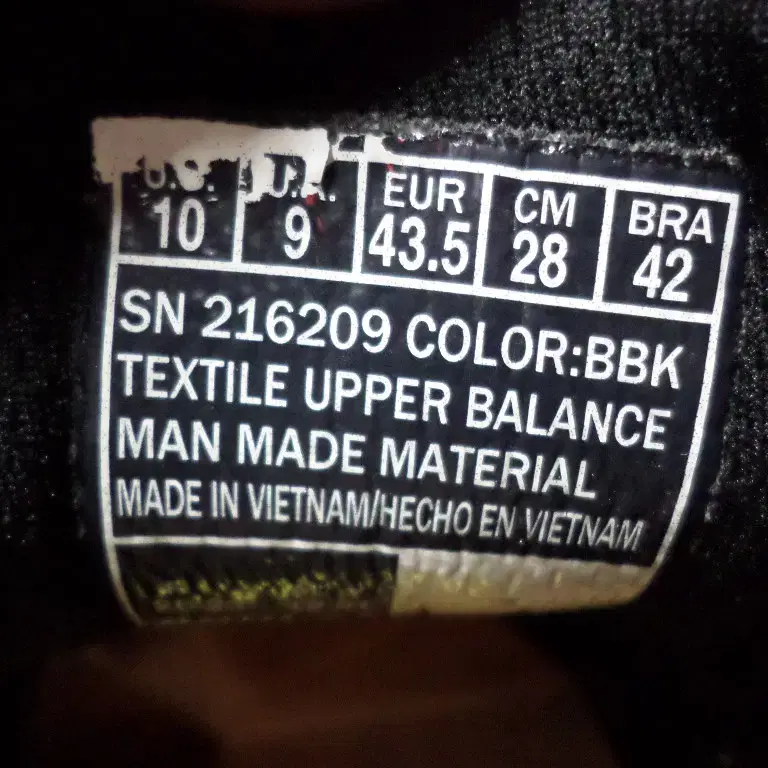 U.S. U.K. EUR CM BRA
10 9 43.5 28 42
SN 216209 COLOR:BBK
TEXTILE UPPER BALANCE
MAN MADE MATERIAL
MADE IN VIETNAM/HECHO EN VIETNAM